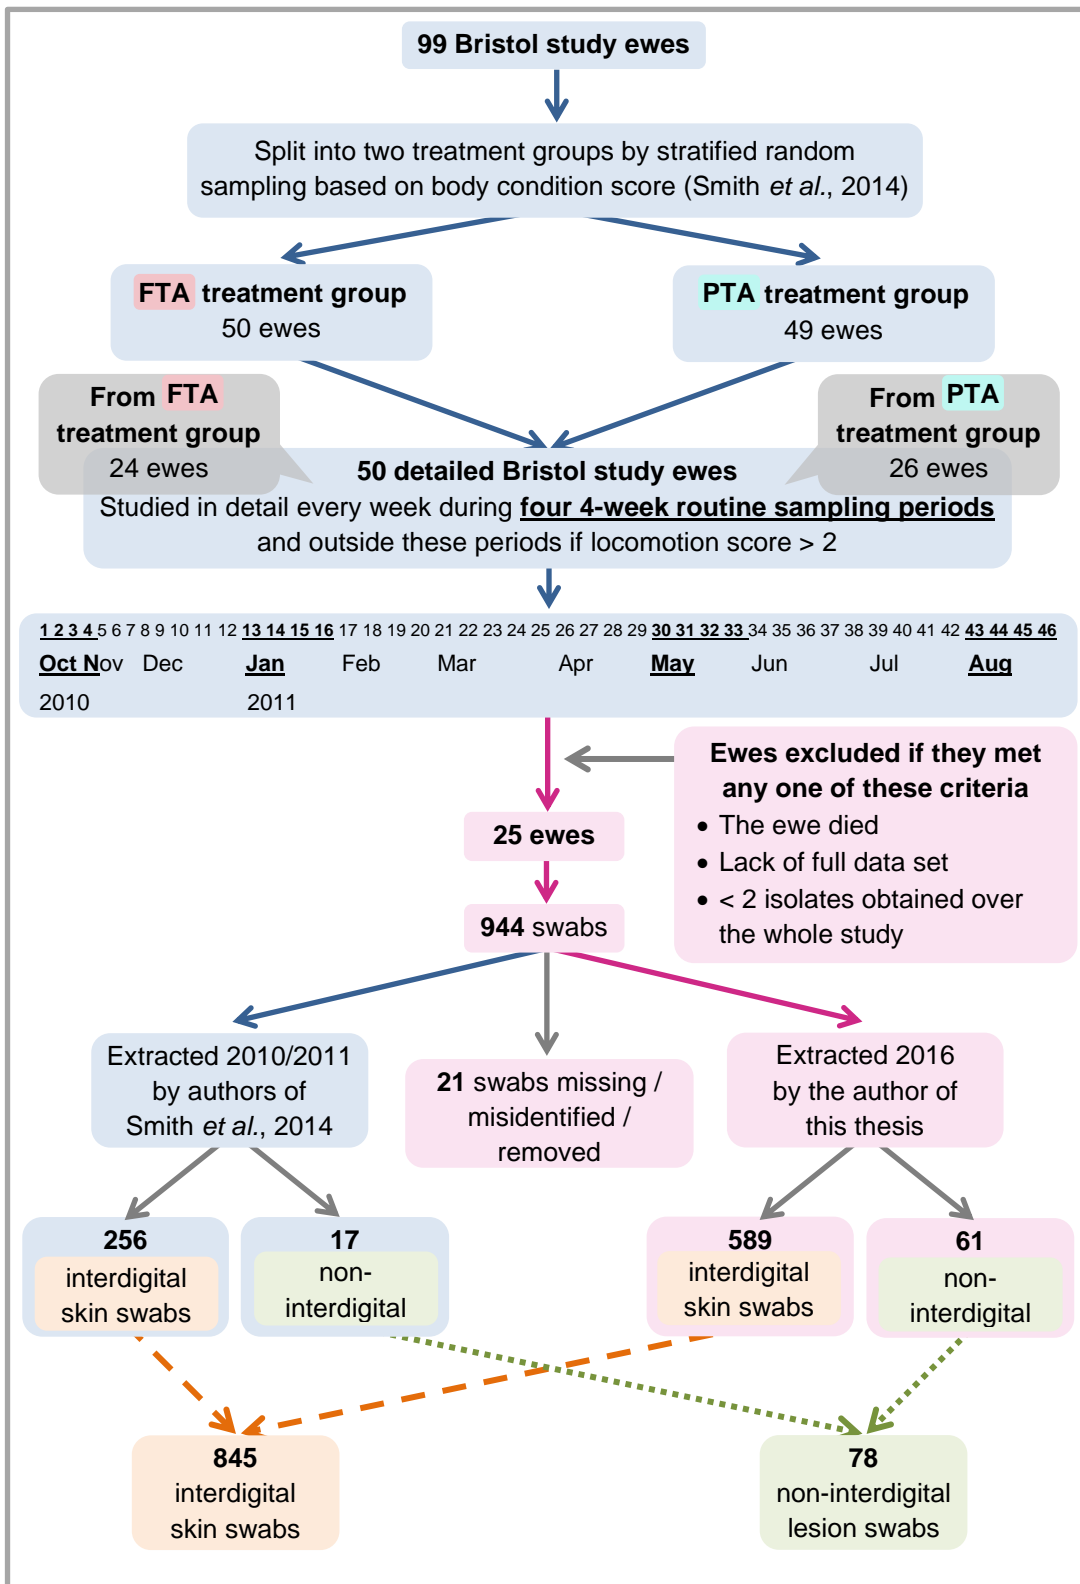 99 Bristol study ewes
Split into two treatment groups by stratified random
sampling based on body condition score (Smith et al., 2014)
FTA treatment group
50 ewes
PTA treatment group
49 ewes
From FTA
treatment group
24 ewes
From PTA
treatment group
26 ewes
50 detailed Bristol study ewes
Studied in detail every week during four 4-week routine sampling periods
and outside these periods if locomotion score > 2
1 2 3 4 5 6 7 8 9 10 11 12 13 14 15 16 17 18 19 20 21 22 23 24 25 26 27 28 29 30 31 32 33 34 35 36 37 38 39 40 41 42 43 44 45 46
Oct Nov Dec Jan Feb Mar Apr May Jun Jul Aug
2010 2011
Ewes excluded if they met
any one of these criteria
• The ewe died
• Lack of full data set
• < 2 isolates obtained over
the whole study
25 ewes
944 swabs
Extracted 2010/2011
by authors of
Smith et al., 2014
21 swabs missing /
misidentified /
removed
Extracted 2016
by the author of
this thesis
256
interdigital
skin swabs
17
non-
interdigital
589
interdigital
skin swabs
61
non-
interdigital
845
interdigital
skin swabs
78
non-interdigital
lesion swabs